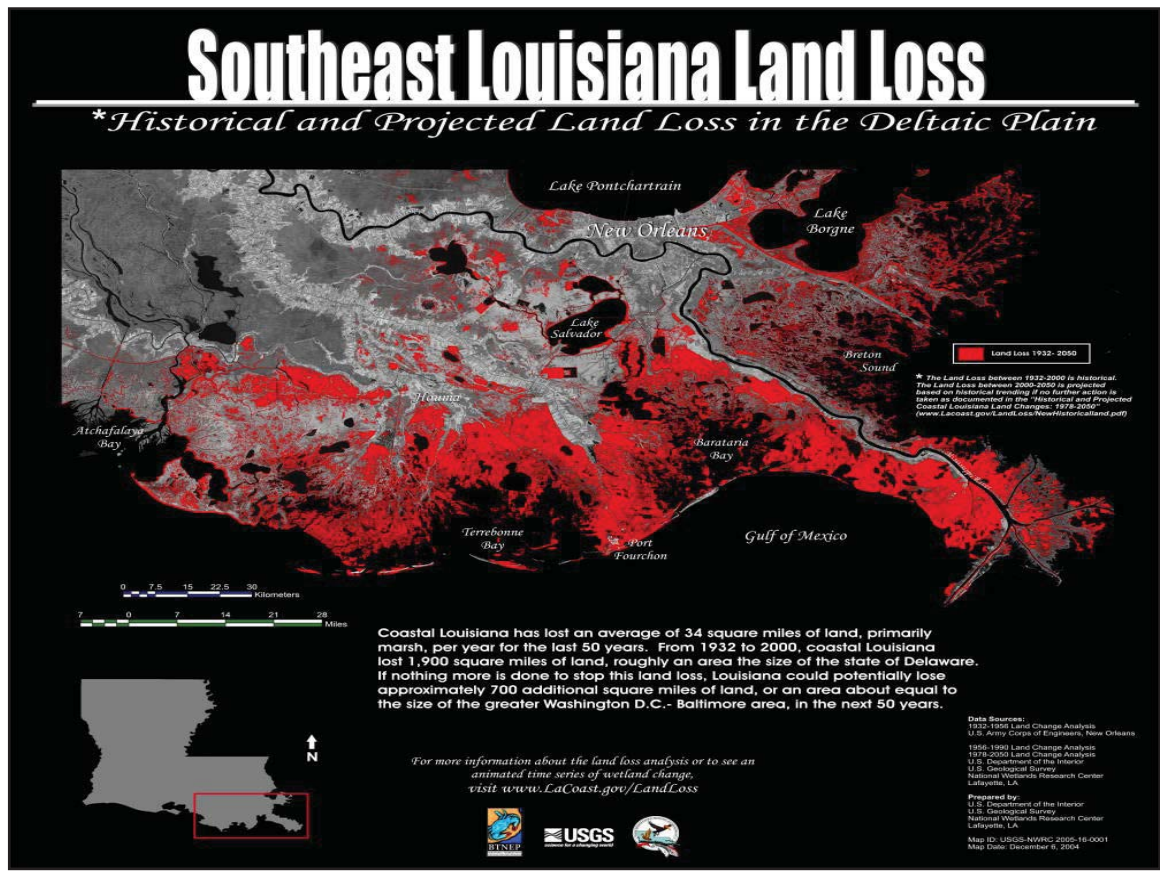 Southeast Louisiana Land Loss
*Historical and Projected Land Loss in the Deltaic Plain
Lake Pontchartrain
Lake
Borgne
New Orleans
Lake
Salvador
Breton
Sound
Land Loss 1932- 2050
* The Land Loss between 1932-2000 is historical.
The Land Loss between 2000-2050 is projected
based on historical trending if no further action is
taken as documented in the "Historical and Projected
Coastal Louisiana Land Changes: 1978-2050"
(www.Lacoast.gov/LandLoss/NewHistoricalland.pdf)
Houma
Atchafalaya
Bay
Barataria
Bay
Terrebonne
Bay
Port
Fourchon
Gulf of Mexico
0 7.5 15 22.5 30
Kilometers
7 0 7 14 21 28
Miles
Coastal Louisiana has lost an average of 34 square miles of land, primarily
marsh, per year for the last 50 years. From 1932 to 2000, coastal Louisiana
lost 1,900 square miles of land, roughly an area the size of the state of Delaware.
If nothing more is done to stop this land loss, Louisiana could potentially lose
approximately 700 additional square miles of land, or an area about equal to
the size of the greater Washington D.C.- Baltimore area, in the next 50 years.
N
For more information about the land loss analysis or to see an
animated time series of wetland change,
visit www.LaCoast.gov/LandLoss
BTNEP
USGS
science for a changing world
Data Sources:
1932-1956 Land Change Analysis
U.S. Army Corps of Engineers, New Orleans
1956-1990 Land Change Analysis
1978-2050 Land Change Analysis
U.S. Department of the Interior
U.S. Geological Survey
National Wetlands Research Center
Lafayette, LA
Prepared by:
U.S. Department of the Interior
U.S. Geological Survey
National Wetlands Research Center
Lafayette, LA
Map ID: USGS-NWRC 2005-16-0001
Map Date: December 6, 2004